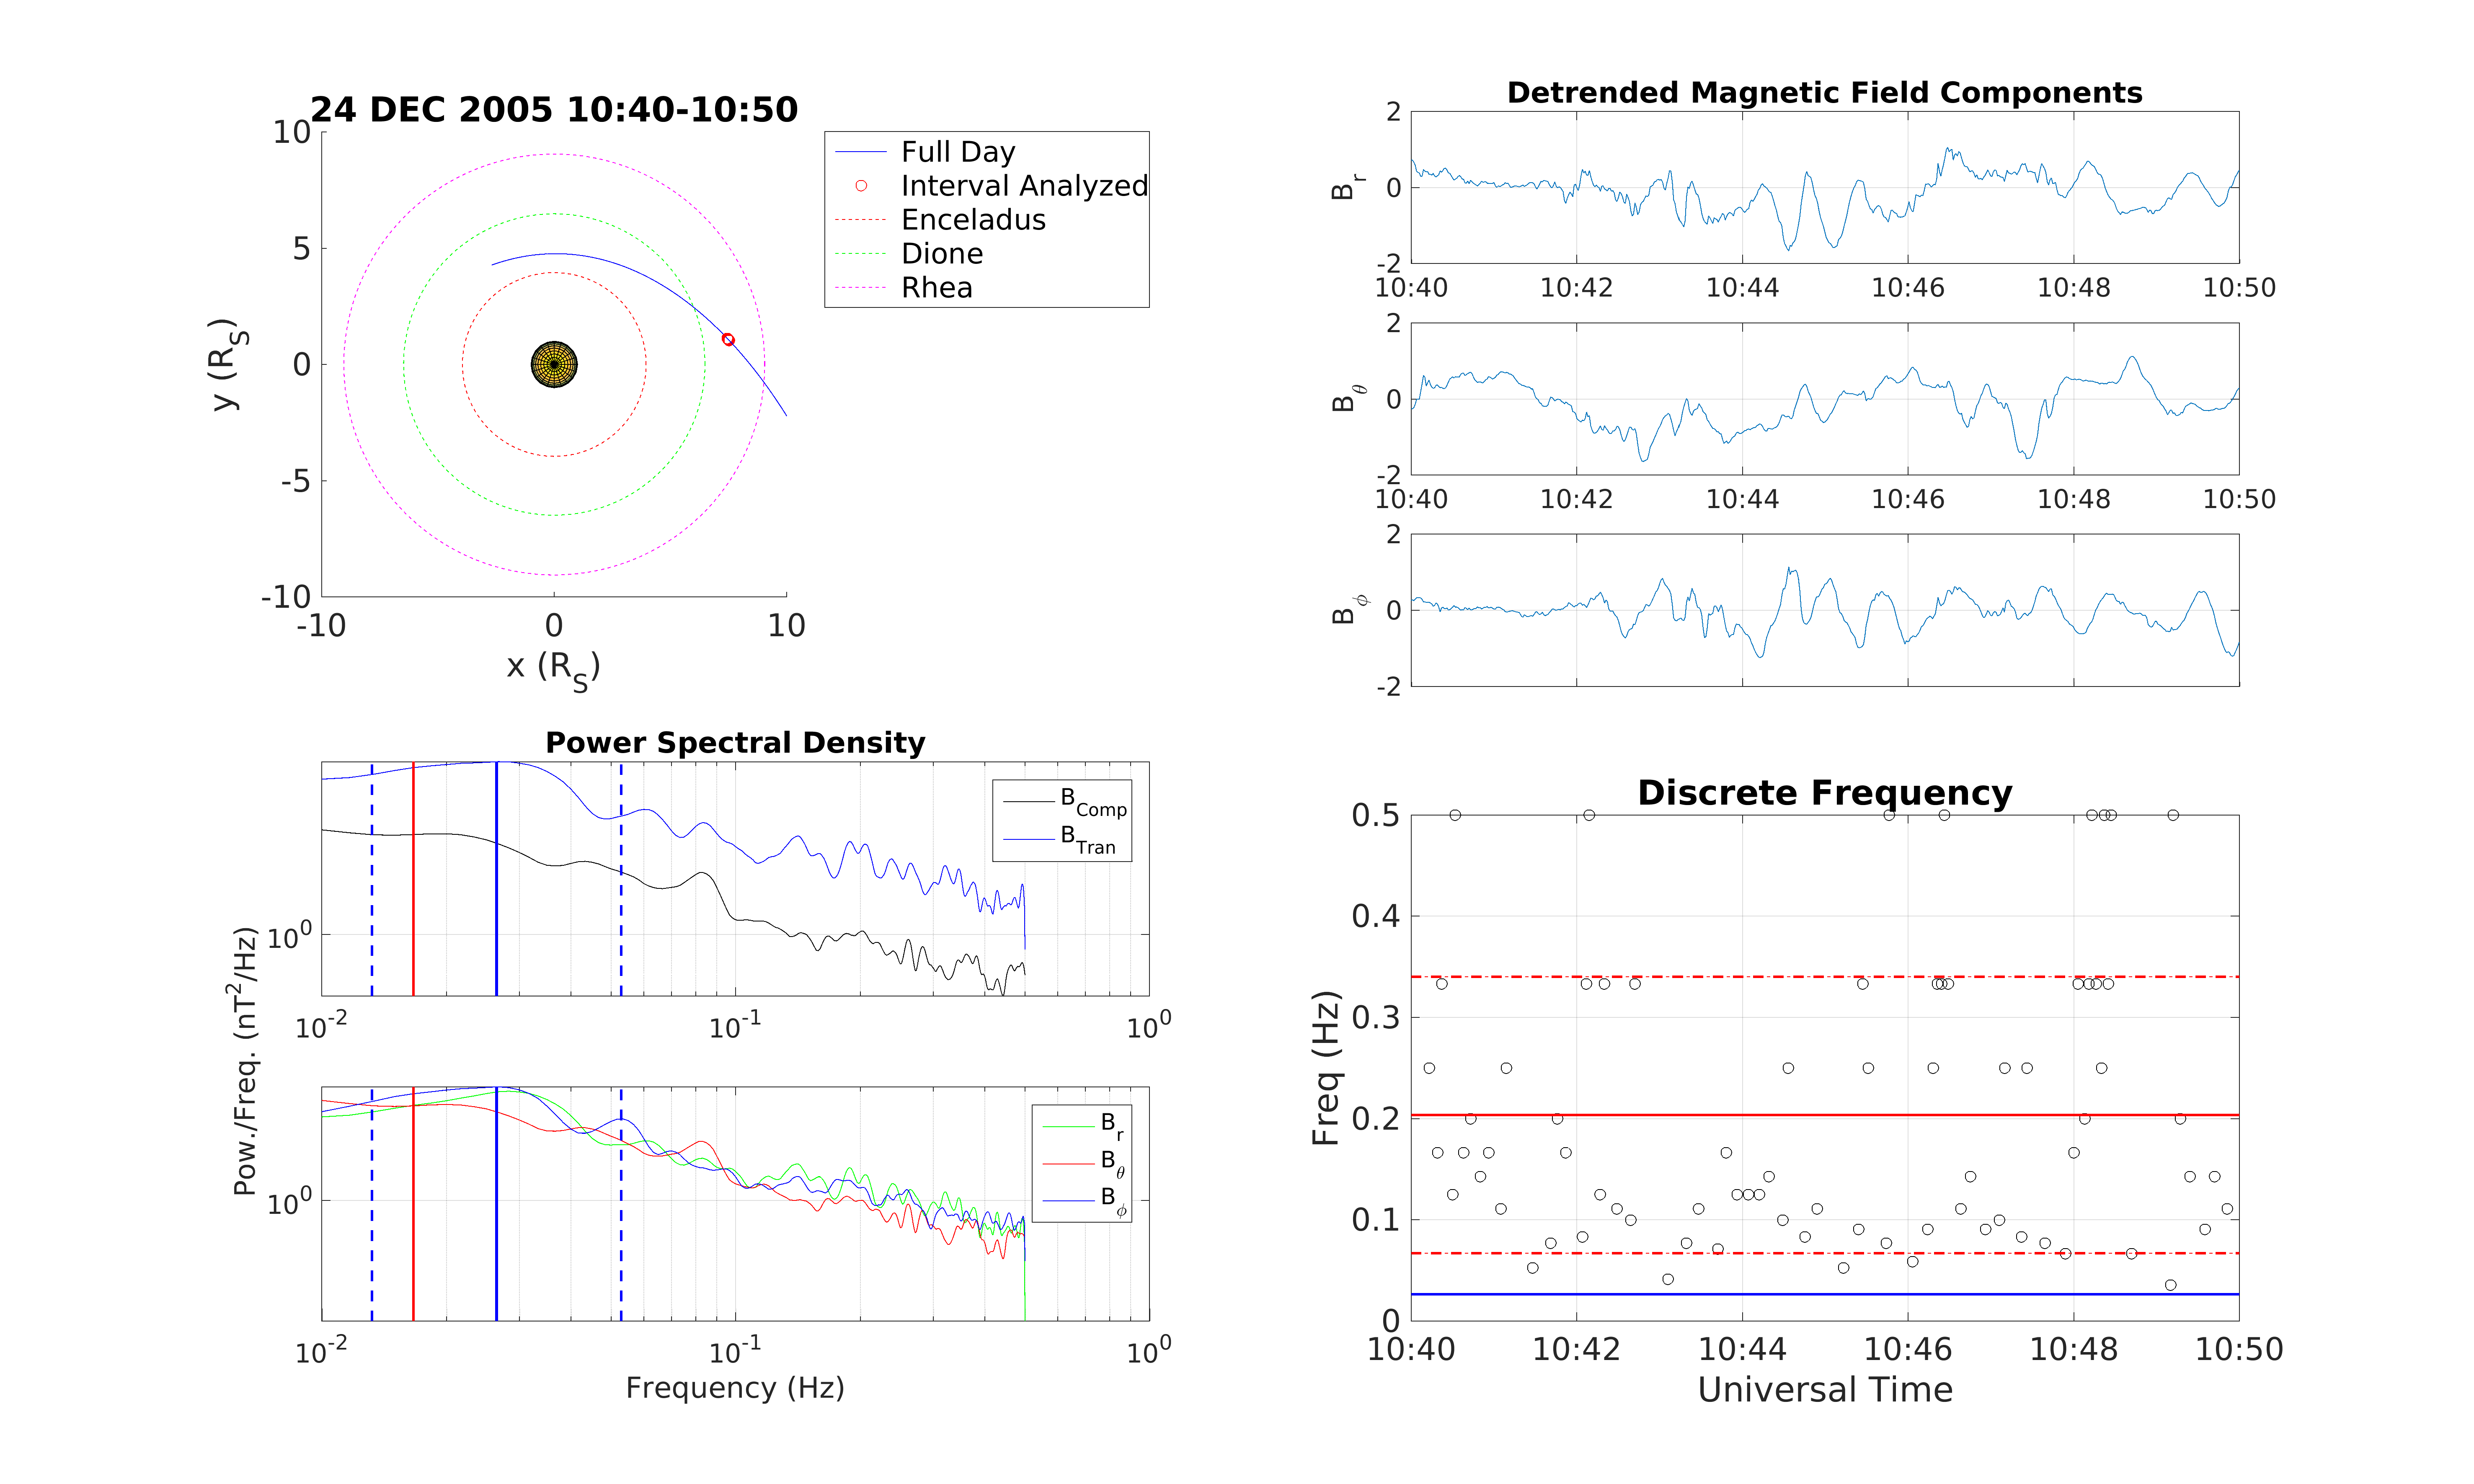 24 DEC 2005 10:40-10:50
10
5
0
-5
-10
-10 0 10
y (R_S)
x (R_S)
Full Day
Interval Analyzed
Enceladus
Dione
Rhea
Detrended Magnetic Field Components
2
0
-2
B_r
10:40 10:42 10:44 10:46 10:48 10:50
2
0
-2
B_θ
10:40 10:42 10:44 10:46 10:48 10:50
2
0
-2
B_ϕ
Power Spectral Density
10^0
B_Comp
B_Tran
10^-2 10^-1 10^0
Pow./Freq. (nT^2/Hz)
10^0
B_r
B_θ
B_ϕ
10^-2 10^-1 10^0
Frequency (Hz)
Discrete Frequency
0.5
0.4
0.3
0.2
0.1
0
Freq (Hz)
10:40 10:42 10:44 10:46 10:48 10:50
Universal Time